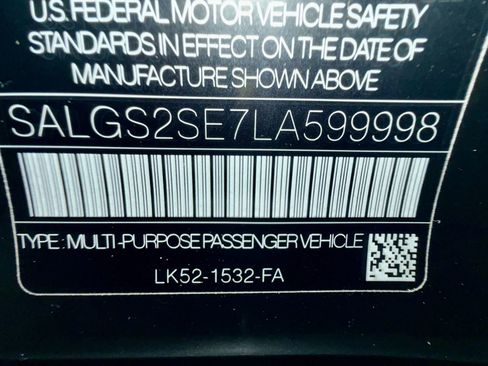 U.S. FEDERAL MOTOR VEHICLE SAFETY
STANDARDS IN EFFECT ON THE DATE OF
MANUFACTURE SHOWN ABOVE
SALGS2SE7LA599998
TYPE : MULTI-PURPOSE PASSENGER VEHICLE
LK52-1532-FA